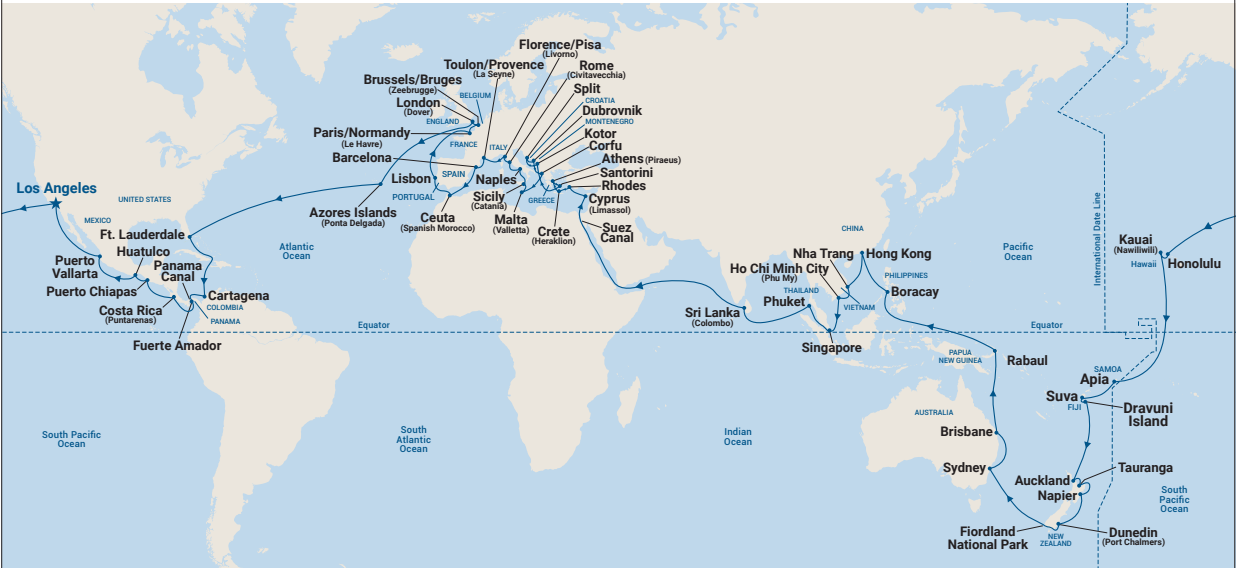 Florence/Pisa
(Livorno)
Toulon/Provence
(La Seyne)
Rome
(Civitavecchia)
Brussels/Bruges
(Zeebrugge)
Split
BELGIUM
CROATIA
London
(Dover)
Dubrovnik
ENGLAND
MONTENEGRO
Paris/Normandy
(Le Havre)
Kotor
FRANCE
ITALY
Corfu
Barcelona
Athens (Piraeus)
Santorini
Lisbon
SPAIN
Naples
Rhodes
PORTUGAL
Sicily
(Catania)
GREECE
Cyprus
(Limassol)
Los Angeles
UNITED STATES
Azores Islands
(Ponta Delgada)
Ceuta
(Spanish Morocco)
Malta
(Valletta)
Crete
(Heraklion)
Suez
Canal
MEXICO
Ft. Lauderdale
Huatulco
Atlantic
Ocean
CHINA
Pacific
Ocean
International Date Line
Kauai
(Nawiliwili)
Hawaii
Honolulu
Puerto
Vallarta
Panama
Canal
Nha Trang
Hong Kong
Ho Chi Minh City
(Phu My)
PHILIPPINES
Puerto Chiapas
Cartagena
COLOMBIA
THAILAND
Boracay
Costa Rica
(Puntarenas)
PANAMA
Phuket
VIETNAM
Sri Lanka
(Colombo)
Equator
Equator
Fuerte Amador
Singapore
PAPUA
NEW GUINEA
Rabaul
SAMOA
Apia
Suva
FIJI
Dravuni
Island
AUSTRALIA
South Pacific
Ocean
South
Atlantic
Ocean
Indian
Ocean
Brisbane
Sydney
Auckland
Tauranga
Napier
South
Pacific
Ocean
Fiordland
National Park
NEW
ZEALAND
Dunedin
(Port Chalmers)